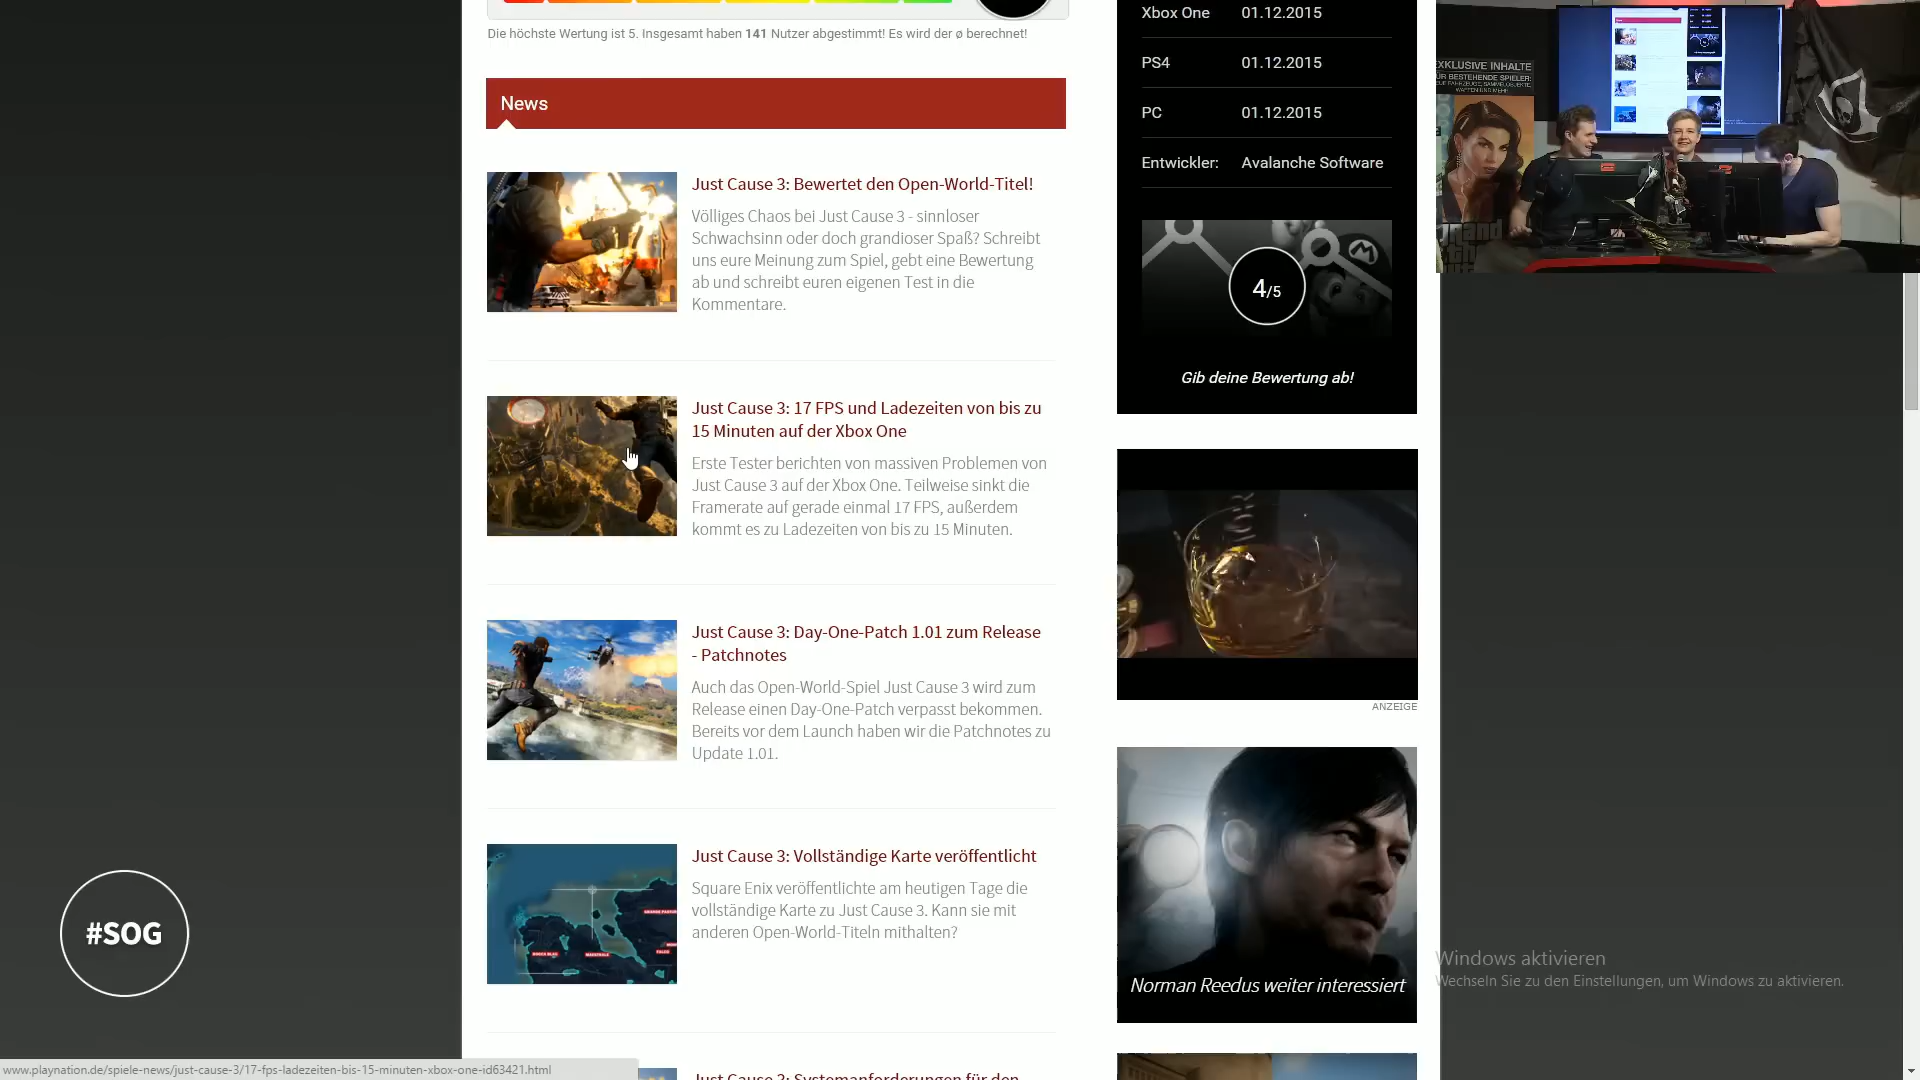 Die höchste Wertung ist 5. Insgesamt haben 141 Nutzer abgestimmt! Es wird der ø berechnet!
News
Just Cause 3: Bewertet den Open-World-Titel!
Völliges Chaos bei Just Cause 3 - sinnloser
Schwachsinn oder doch grandioser Spaß? Schreibt
uns eure Meinung zum Spiel, gebt eine Bewertung
ab und schreibt euren eigenen Test in die
Kommentare.
Just Cause 3: 17 FPS und Ladezeiten von bis zu
15 Minuten auf der Xbox One
Erste Tester berichten von massiven Problemen von
Just Cause 3 auf der Xbox One. Teilweise sinkt die
Framerate auf gerade einmal 17 FPS, außerdem
kommt es zu Ladezeiten von bis zu 15 Minuten.
Just Cause 3: Day-One-Patch 1.01 zum Release
- Patchnotes
Auch das Open-World-Spiel Just Cause 3 wird zum
Release einen Day-One-Patch verpasst bekommen.
Bereits vor dem Launch haben wir die Patchnotes zu
Update 1.01.
Just Cause 3: Vollständige Karte veröffentlicht
Square Enix veröffentlichte am heutigen Tage die
vollständige Karte zu Just Cause 3. Kann sie mit
anderen Open-World-Titeln mithalten?
Just Cause 3: Systemanforderungen für den
Xbox One 01.12.2015
PS4 01.12.2015
PC 01.12.2015
Entwickler: Avalanche Software
4/5
Gib deine Bewertung ab!
ANZEIGE
Norman Reedus weiter interessiert
EXKLUSIVE INHALTE
FÜR BESTEHENDE SPIELER:
Windows aktivieren
Wechseln Sie zu den Einstellungen, um Windows zu aktivieren.
#SOG
www.playnation.de/spiele-news/just-cause-3/17-fps-ladezeiten-bis-15-minuten-xbox-one-id63421.html